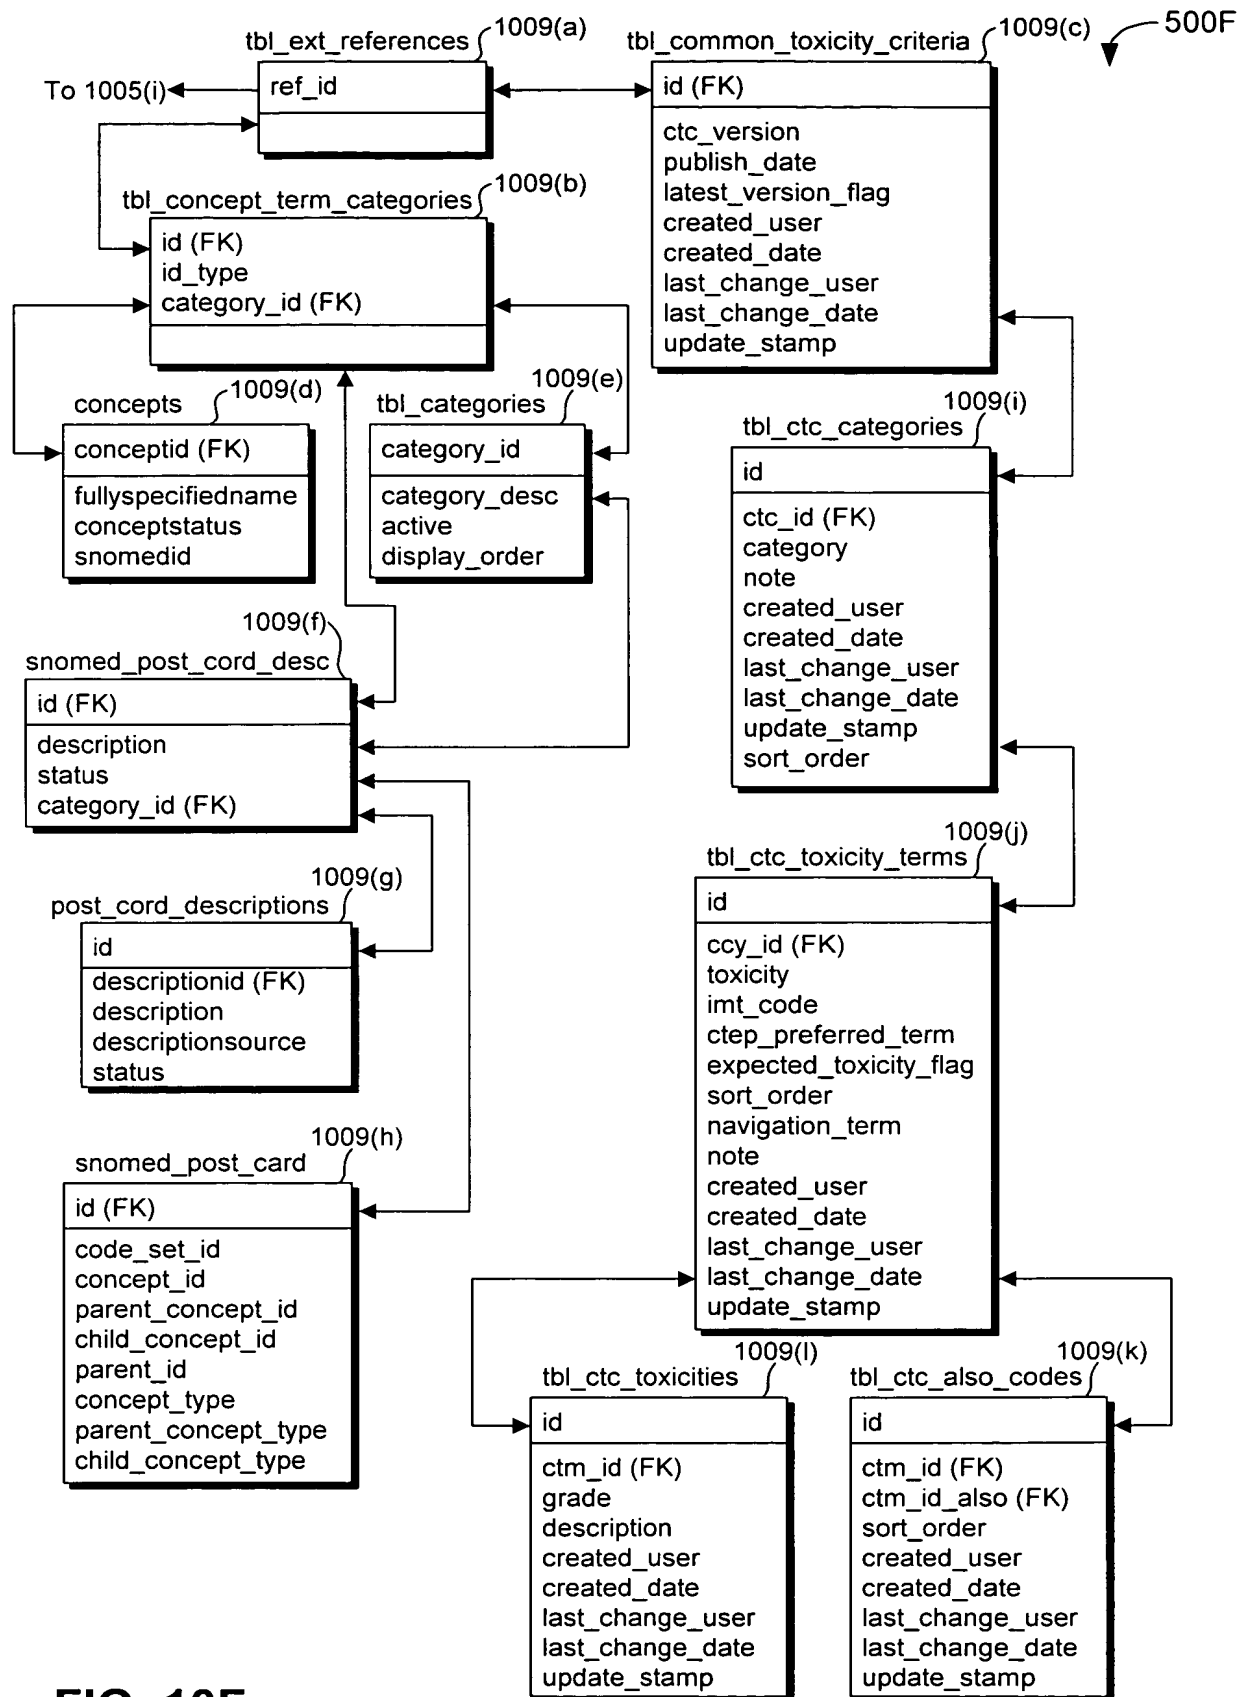 500F
1009(a)
tbl_ext_references
To 1005(i)
ref_id
1009(c)
tbl_common_toxicity_criteria
id (FK)
ctc_version
publish_date
latest_version_flag
created_user
created_date
last_change_user
last_change_date
update_stamp
1009(b)
tbl_concept_term_categories
id (FK)
id_type
category_id (FK)
1009(d)
concepts
conceptid (FK)
fullyspecifiedname
conceptstatus
snomedid
1009(e)
tbl_categories
category_id
category_desc
active
display_order
1009(i)
tbl_ctc_categories
id
ctc_id (FK)
category
note
created_user
created_date
last_change_user
last_change_date
update_stamp
sort_order
1009(f)
snomed_post_cord_desc
id (FK)
description
status
category_id (FK)
1009(g)
post_cord_descriptions
id
descriptionid (FK)
description
descriptionsource
status
1009(j)
tbl_ctc_toxicity_terms
id
ccy_id (FK)
toxicity
imt_code
ctep_preferred_term
expected_toxicity_flag
sort_order
navigation_term
note
created_user
created_date
last_change_user
last_change_date
update_stamp
1009(h)
snomed_post_card
id (FK)
code_set_id
concept_id
parent_concept_id
child_concept_id
parent_id
concept_type
parent_concept_type
child_concept_type
1009(l)
tbl_ctc_toxicities
id
ctm_id (FK)
grade
description
created_user
created_date
last_change_user
last_change_date
update_stamp
1009(k)
tbl_ctc_also_codes
id
ctm_id (FK)
ctm_id_also (FK)
sort_order
created_user
created_date
last_change_user
last_change_date
update_stamp